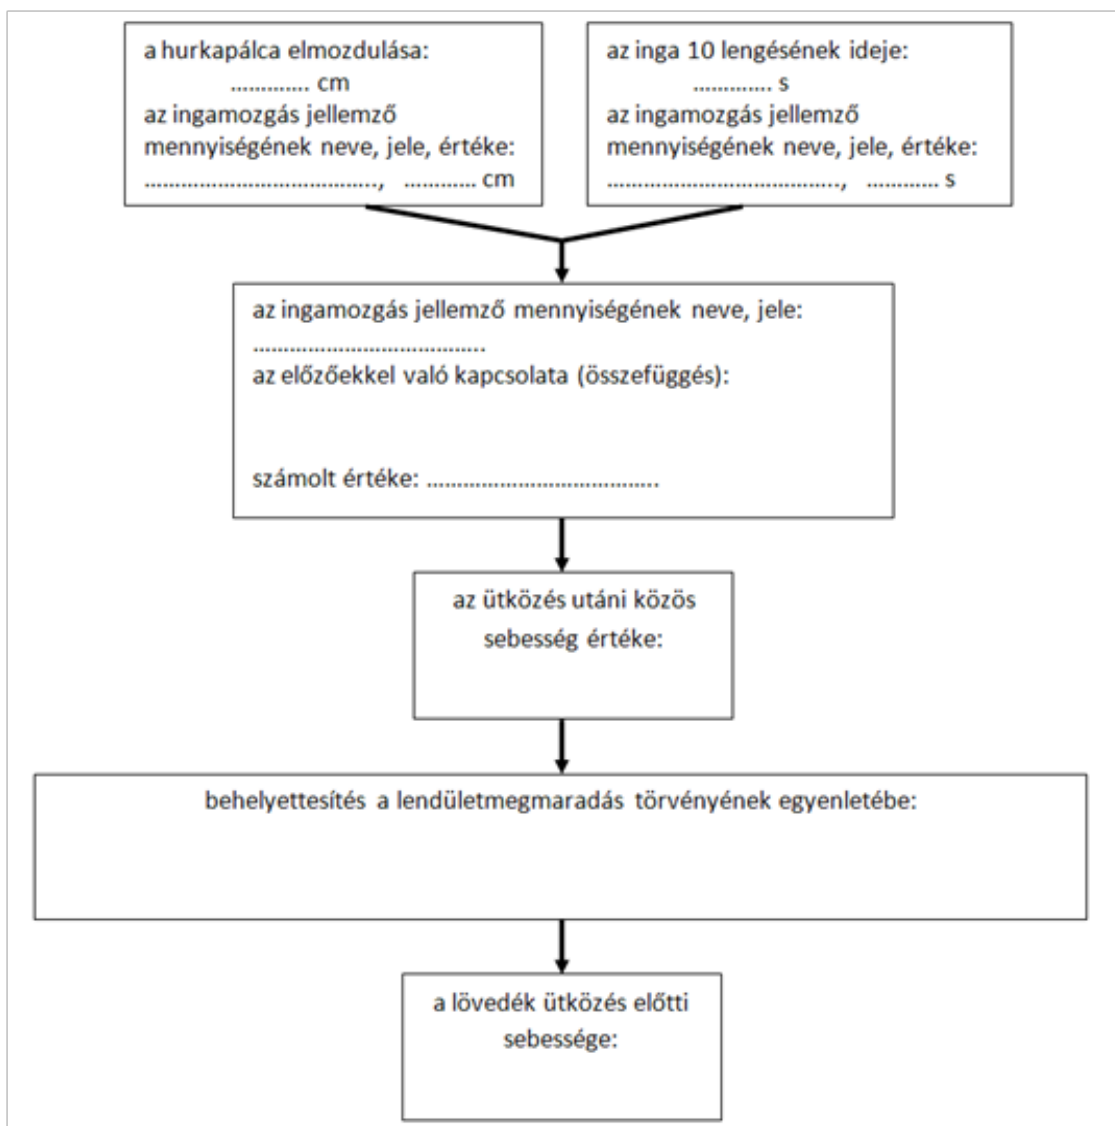 a hurkapálca elmozdulása:
…………. cm
az ingamozgás jellemző
mennyiségének neve, jele, értéke:
……………………………….., ………… cm
az inga 10 lengésének ideje:
…………. s
az ingamozgás jellemző
mennyiségének neve, jele, értéke:
……………………………….., ………… s
az ingamozgás jellemző mennyiségének neve, jele:
………………………………..
az előzőekkel való kapcsolata (összefüggés):
számolt értéke: ………………………………..
az ütközés utáni közös
sebesség értéke:
behelyettesítés a lendületmegmaradás törvényének egyenletébe:
a lövedék ütközés előtti
sebessége: